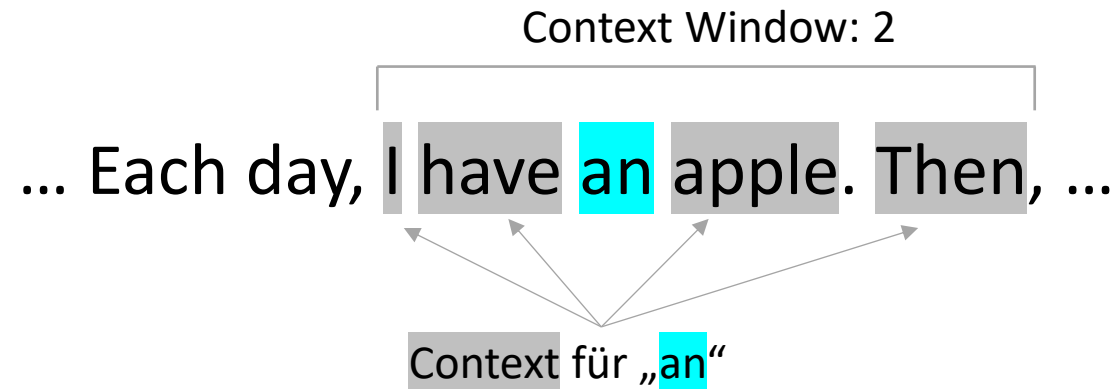 Context Window: 2
... Each day, I have an apple. Then, ...
Context für „an“